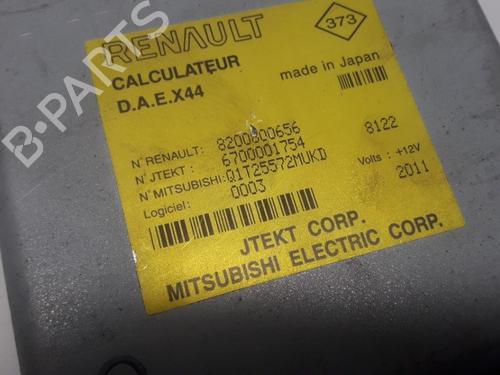 RENAULT
373
CALCULATEUR
made in Japan
D.A.E.X44
N° RENAULT: 8200800656 8122
N° JTEKT : 6700001754
N° MITSUBISHI: Q1T25572MUKD Volts : +12V
Logiciel: 0003 2011
JTEKT CORP.
MITSUBISHI ELECTRIC CORP.
B-PARTS